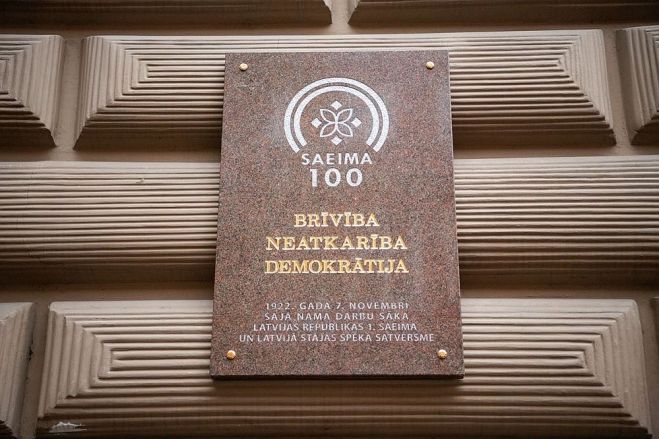 SAEIMA
100
BRĪVĪBA
NEATKARĪBA
DEMOKRĀTIJA
1922. GADA 7. NOVEMBRĪ
ŠAJĀ NAMĀ DARBU SĀKA
LATVIJAS REPUBLIKAS 1. SAEIMA
UN LATVIJĀ STĀJĀS SPĒKĀ SATVERSME